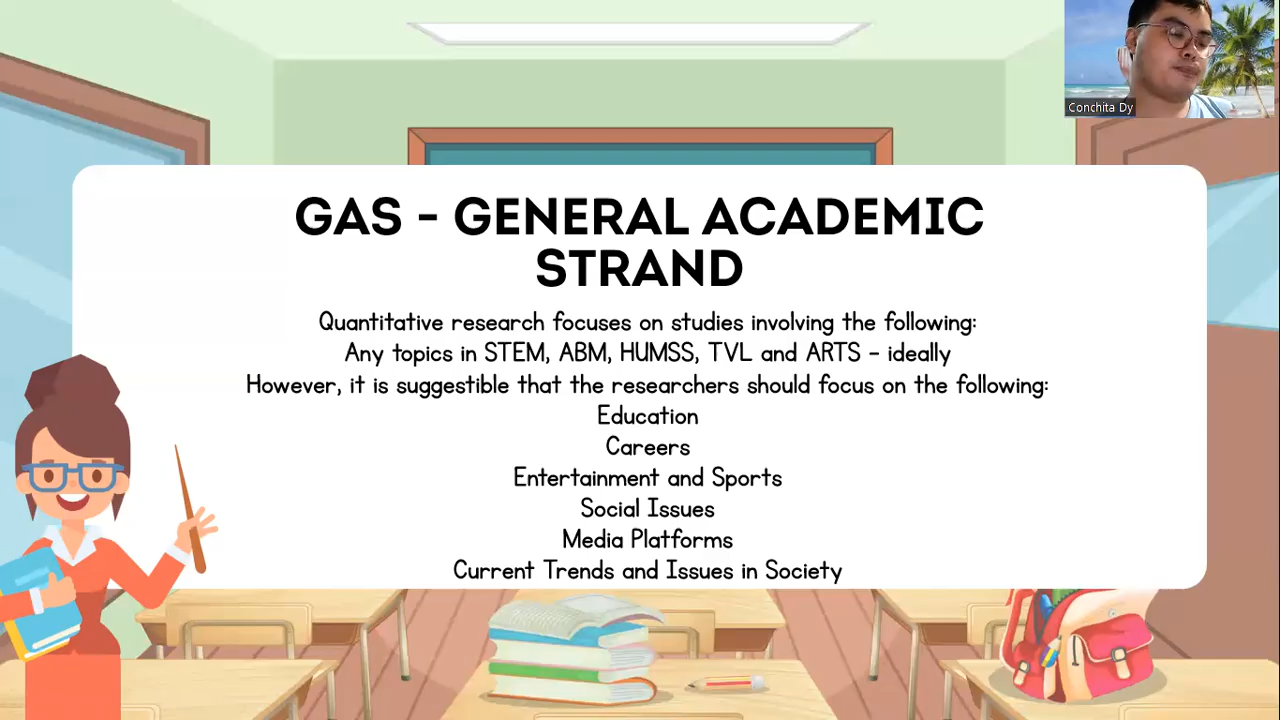 Conchita Dy
GAS - GENERAL ACADEMIC
STRAND
Quantitative research focuses on studies involving the following:
Any topics in STEM, ABM, HUMSS, TVL and ARTS - ideally
However, it is suggestible that the researchers should focus on the following:
Education
Careers
Entertainment and Sports
Social Issues
Media Platforms
Current Trends and Issues in Society